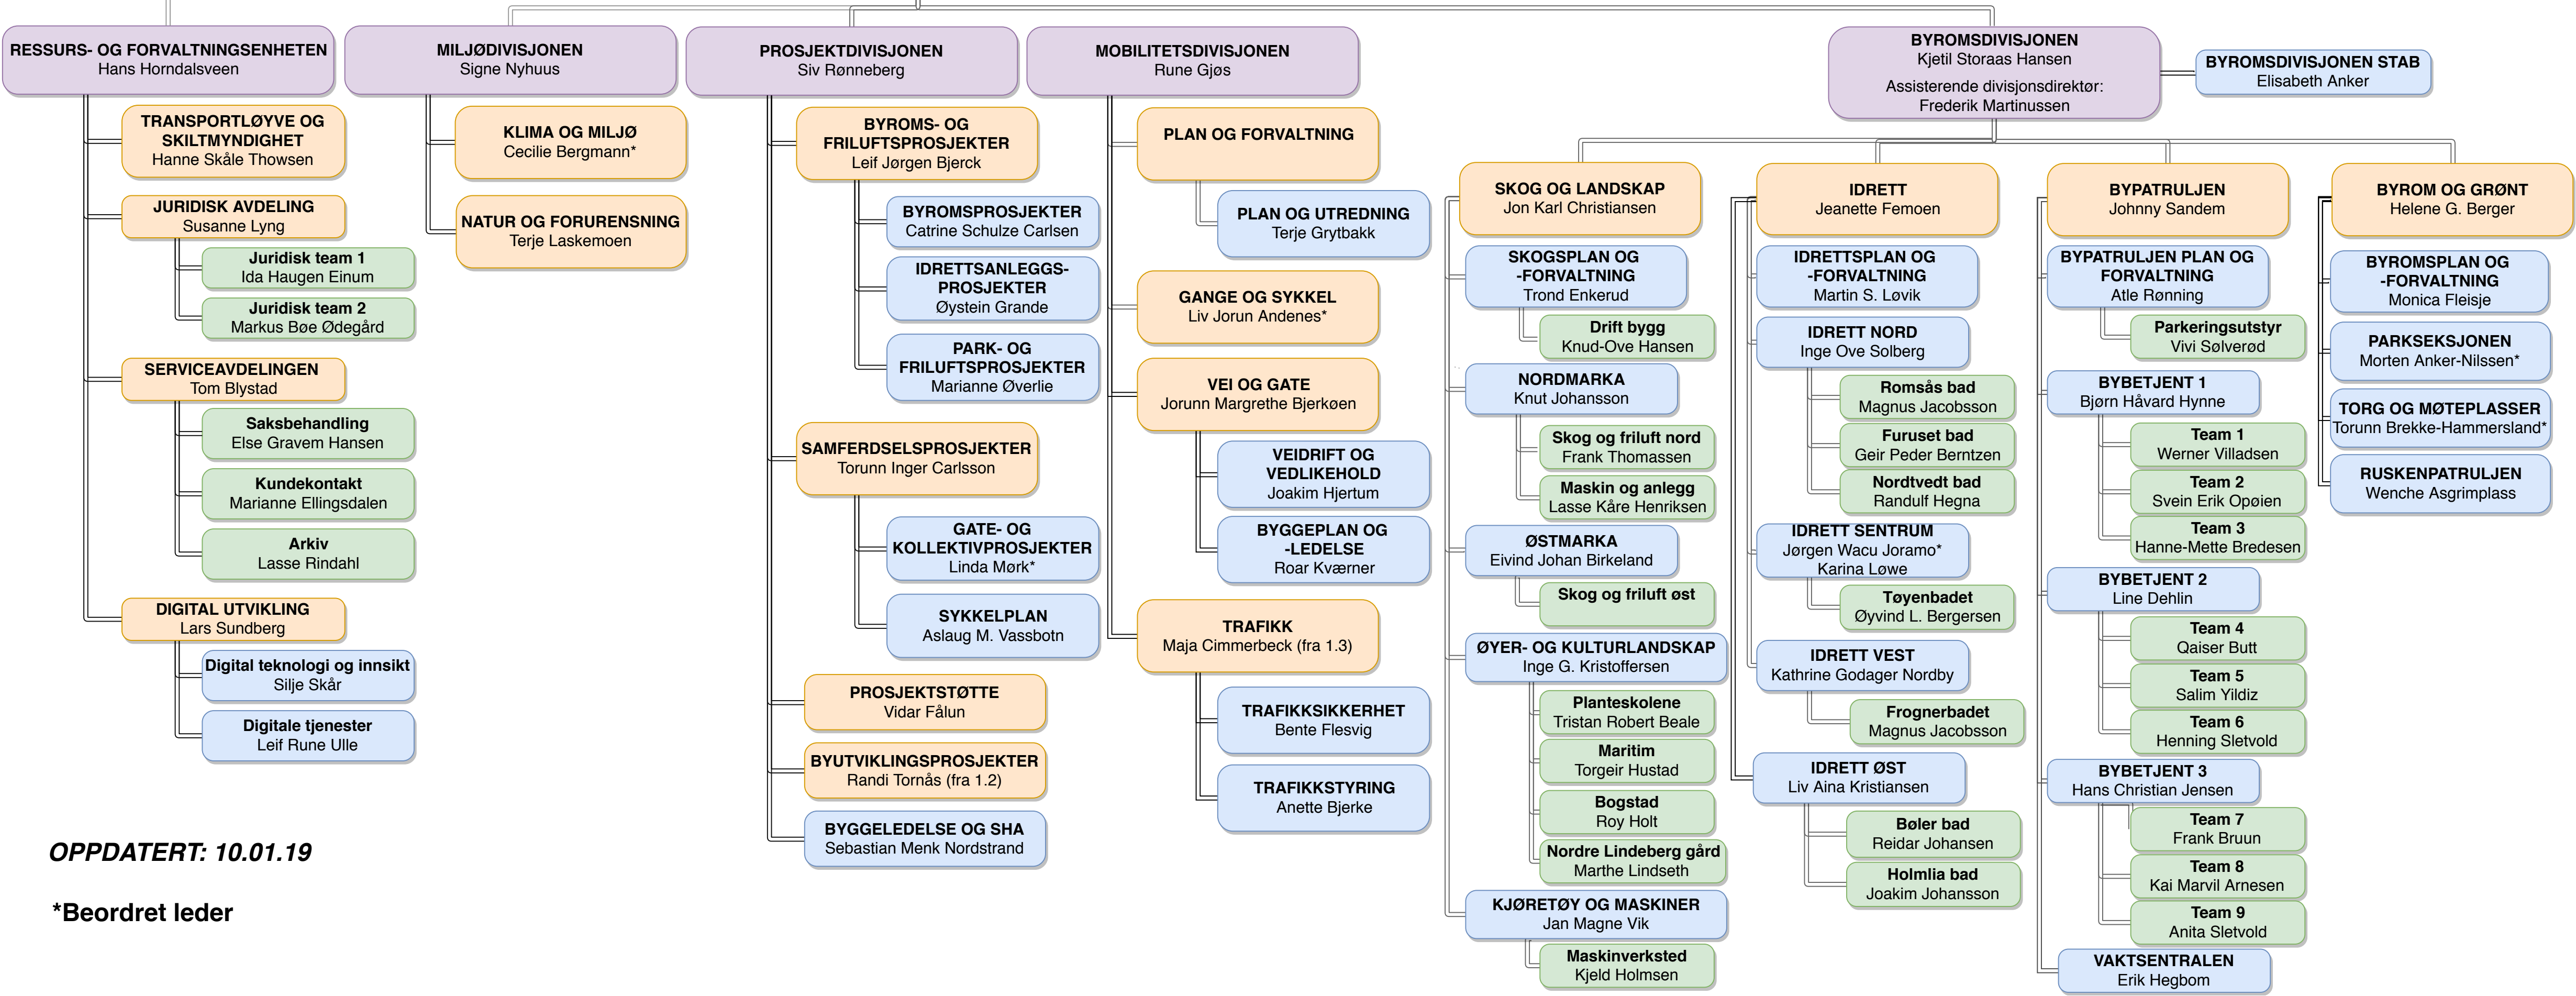 RESSURS- OG FORVALTNINGSENHETEN
Hans Horndalsveen
TRANSPORTLØYVE OG
SKILTMYNDIGHET
Hanne Skåle Thowsen
JURIDISK AVDELING
Susanne Lyng
Juridisk team 1
Ida Haugen Einum
Juridisk team 2
Markus Bøe Ødegård
SERVICEAVDELINGEN
Tom Blystad
Saksbehandling
Else Gravem Hansen
Kundekontakt
Marianne Ellingsdalen
Arkiv
Lasse Rindahl
DIGITAL UTVIKLING
Lars Sundberg
Digital teknologi og innsikt
Silje Skår
Digitale tjenester
Leif Rune Ulle
OPPDATERT: 10.01.19
*Beordret leder
MILJØDIVISJONEN
Signe Nyhuus
KLIMA OG MILJØ
Cecilie Bergmann*
NATUR OG FORURENSNING
Terje Laskemoen
PROSJEKTDIVISJONEN
Siv Rønneberg
BYROMS- OG
FRILUFTSPROSJEKTER
Leif Jørgen Bjerck
BYROMSPROSJEKTER
Catrine Schulze Carlsen
IDRETTSANLEGGS-
PROSJEKTER
Øystein Grande
PARK- OG
FRILUFTSPROSJEKTER
Marianne Øverlie
SAMFERDSELSPROSJEKTER
Torunn Inger Carlsson
GATE- OG
KOLLEKTIVPROSJEKTER
Linda Mørk*
SYKKELPLAN
Aslaug M. Vassbotn
PROSJEKTSTØTTE
Vidar Fålun
BYUTVIKLINGSPROSJEKTER
Randi Tornås (fra 1.2)
BYGGELEDELSE OG SHA
Sebastian Menk Nordstrand
MOBILITETSDIVISJONEN
Rune Gjøs
PLAN OG FORVALTNING
PLAN OG UTREDNING
Terje Grytbakk
GANGE OG SYKKEL
Liv Jorun Andenes*
VEI OG GATE
Jorunn Margrethe Bjerkøen
VEIDRIFT OG
VEDLIKEHOLD
Joakim Hjertum
BYGGEPLAN OG
-LEDELSE
Roar Kværner
TRAFIKK
Maja Cimmerbeck (fra 1.3)
TRAFIKKSIKKERHET
Bente Flesvig
TRAFIKKSTYRING
Anette Bjerke
BYROMSDIVISJONEN
Kjetil Storaas Hansen
Assisterende divisjonsdirektør:
Frederik Martinussen
BYROMSDIVISJONEN STAB
Elisabeth Anker
SKOG OG LANDSKAP
Jon Karl Christiansen
SKOGSPLAN OG
-FORVALTNING
Trond Enkerud
Drift bygg
Knud-Ove Hansen
NORDMARKA
Knut Johansson
Skog og friluft nord
Frank Thomassen
Maskin og anlegg
Lasse Kåre Henriksen
ØSTMARKA
Eivind Johan Birkeland
Skog og friluft øst
ØYER- OG KULTURLANDSKAP
Inge G. Kristoffersen
Planteskolene
Tristan Robert Beale
Maritim
Torgeir Hustad
Bogstad
Roy Holt
Nordre Lindeberg gård
Marthe Lindseth
KJØRETØY OG MASKINER
Jan Magne Vik
Maskinverksted
Kjeld Holmsen
IDRETT
Jeanette Femoen
IDRETTSPLAN OG
-FORVALTNING
Martin S. Løvik
IDRETT NORD
Inge Ove Solberg
Romsås bad
Magnus Jacobsson
Furuset bad
Geir Peder Berntzen
Nordtvedt bad
Randulf Hegna
IDRETT SENTRUM
Jørgen Wacu Joramo*
Karina Løwe
Tøyenbadet
Øyvind L. Bergersen
IDRETT VEST
Kathrine Godager Nordby
Frognerbadet
Magnus Jacobsson
IDRETT ØST
Liv Aina Kristiansen
Bøler bad
Reidar Johansen
Holmlia bad
Joakim Johansson
BYPATRULJEN
Johnny Sandem
BYPATRULJEN PLAN OG
FORVALTNING
Atle Rønning
Parkeringsutstyr
Vivi Sølverød
BYBETJENT 1
Bjørn Håvard Hynne
Team 1
Werner Villadsen
Team 2
Svein Erik Opøien
Team 3
Hanne-Mette Bredesen
BYBETJENT 2
Line Dehlin
Team 4
Qaiser Butt
Team 5
Salim Yildiz
Team 6
Henning Sletvold
BYBETJENT 3
Hans Christian Jensen
Team 7
Frank Bruun
Team 8
Kai Marvil Arnesen
Team 9
Anita Sletvold
VAKTSENTRALEN
Erik Hegbom
BYROM OG GRØNT
Helene G. Berger
BYROMSPLAN OG
-FORVALTNING
Monica Fleisje
PARKSEKSJONEN
Morten Anker-Nilssen*
TORG OG MØTEPLASSER
Torunn Brekke-Hammersland*
RUSKENPATRULJEN
Wenche Asgrimplass